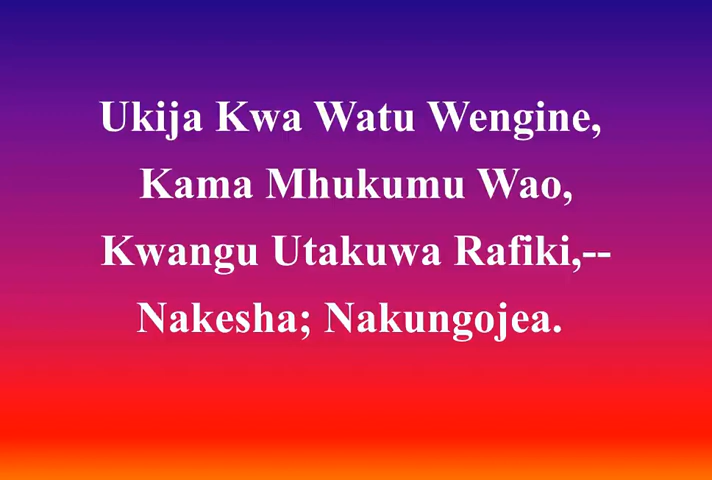 Ukija Kwa Watu Wengine,
Kama Mhukumu Wao,
Kwangu Utakuwa Rafiki,--
Nakesha; Nakungojea.